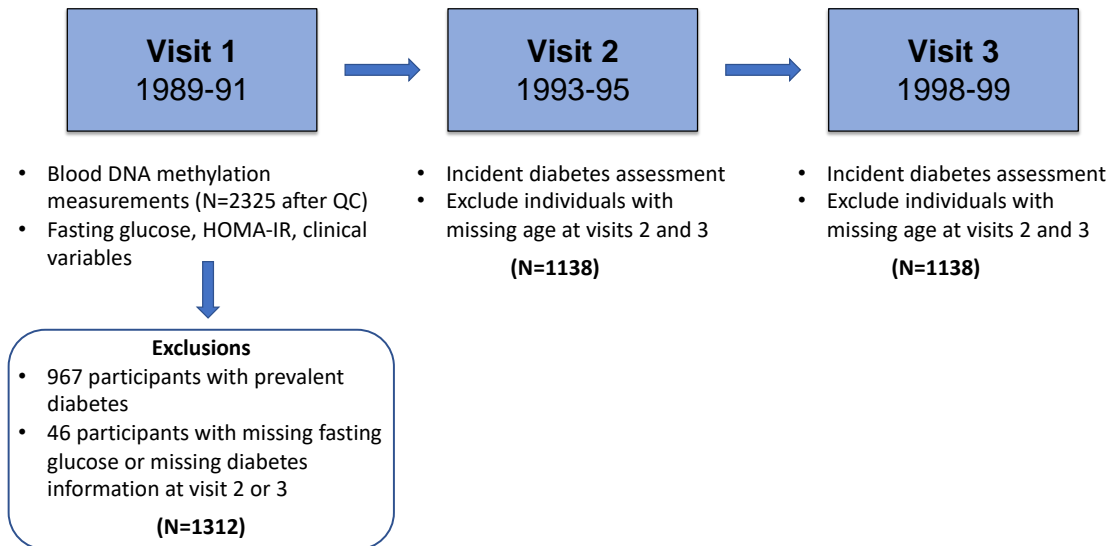 Visit 1
1989-91
• Blood DNA methylation
measurements (N=2325 after QC)
• Fasting glucose, HOMA-IR, clinical
variables
Exclusions
• 967 participants with prevalent
diabetes
• 46 participants with missing fasting
glucose or missing diabetes
information at visit 2 or 3
(N=1312)
Visit 2
1993-95
• Incident diabetes assessment
• Exclude individuals with
missing age at visits 2 and 3
(N=1138)
Visit 3
1998-99
• Incident diabetes assessment
• Exclude individuals with
missing age at visits 2 and 3
(N=1138)